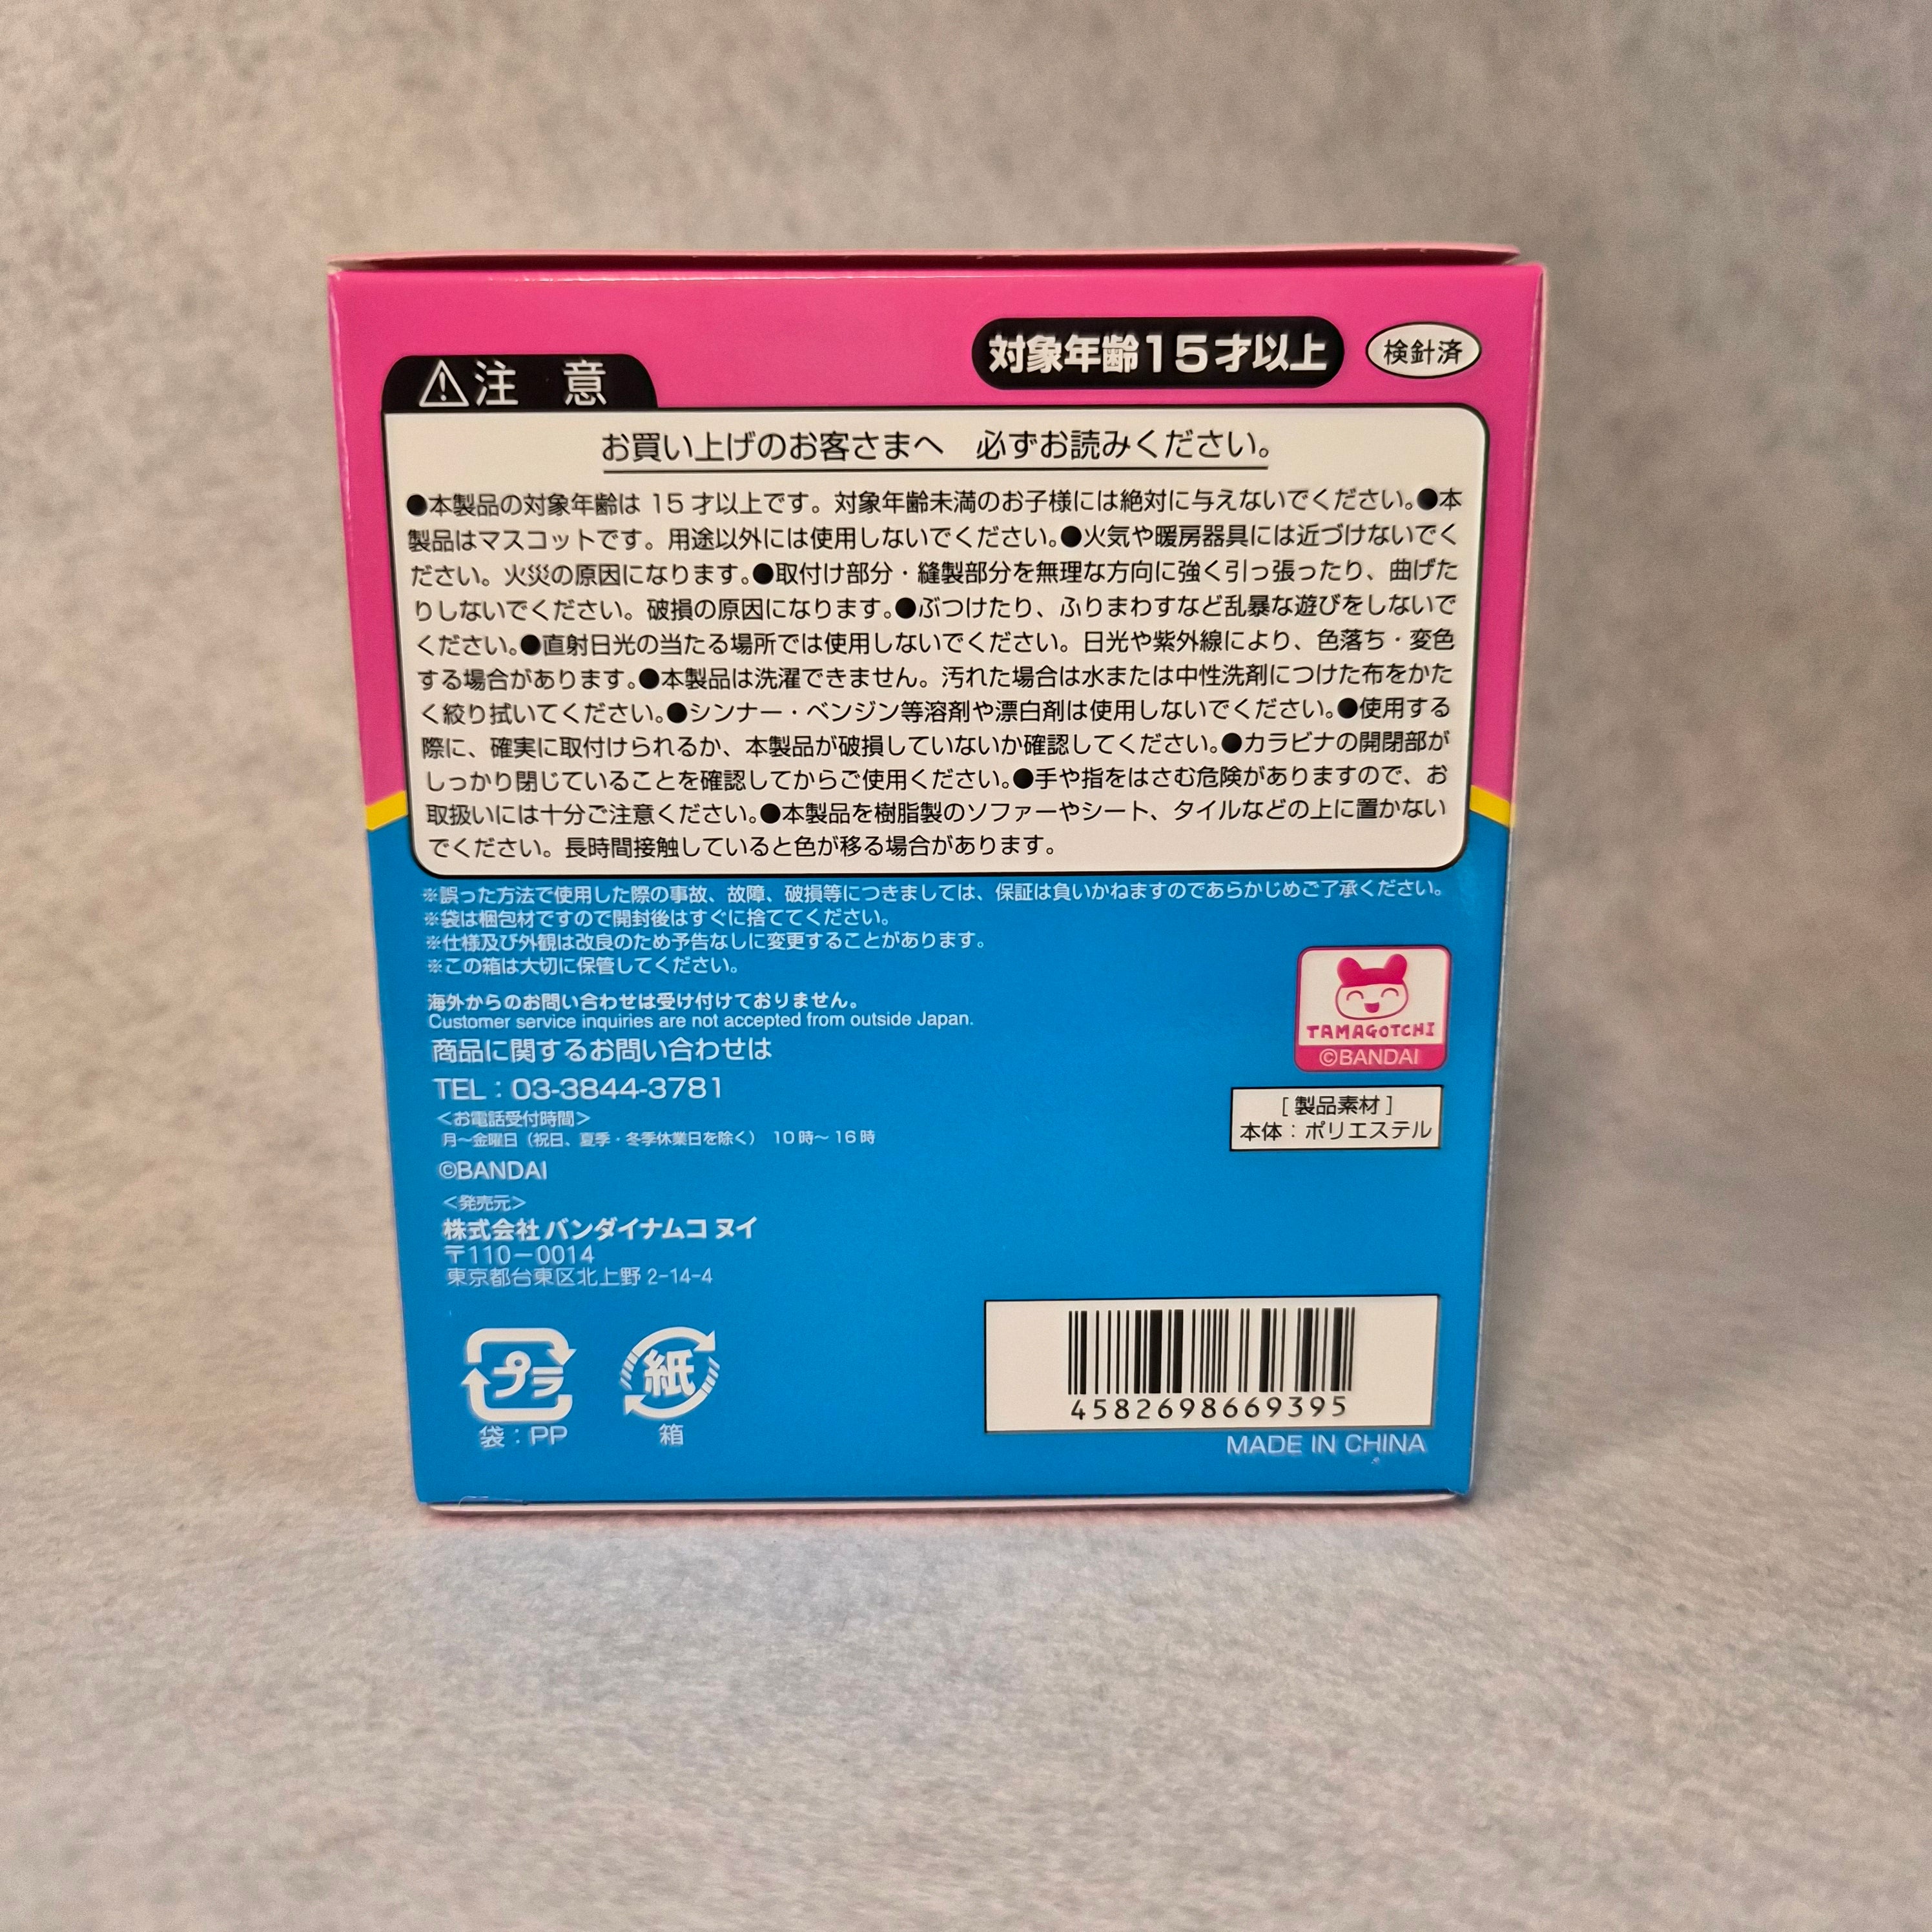 対象年齢15才以上
検針済
⚠注 意
お買い上げのお客さまへ 必ずお読みください。
●本製品の対象年齢は 15 才以上です。対象年齢未満のお子様には絶対に与えないでください。●本
製品はマスコットです。用途以外には使用しないでください。●火気や暖房器具には近づけないでく
ださい。火災の原因になります。●取付け部分・縫製部分を無理な方向に強く引っ張ったり、曲げた
りしないでください。破損の原因になります。●ぶつけたり、ふりまわすなど乱暴な遊びをしないで
ください。●直射日光の当たる場所では使用しないでください。日光や紫外線により、色落ち・変色
する場合があります。●本製品は洗濯できません。汚れた場合は水または中性洗剤につけた布をかた
く絞り拭いてください。●シンナー・ベンジン等溶剤や漂白剤は使用しないでください。●使用する
際に、確実に取付けられるか、本製品が破損していないか確認してください。●カラビナの開閉部が
しっかり閉じていることを確認してからご使用ください。●手や指をはさむ危険がありますので、お
取扱いには十分ご注意ください。●本製品を樹脂製のソファーやシート、タイルなどの上に置かない
でください。長時間接触していると色が移る場合があります。
※誤った方法で使用した際の事故、故障、破損等につきましては、保証は負いかねますのであらかじめご了承ください。
※袋は梱包材ですので開封後はすぐに捨ててください。
※仕様及び外観は改良のため予告なしに変更することがあります。
※この箱は大切に保管してください。
海外からのお問い合わせは受け付けておりません。
Customer service inquiries are not accepted from outside Japan.
商品に関するお問い合わせは
TEL：03-3844-3781
＜お電話受付時間＞
月～金曜日（祝日、夏季・冬季休業日を除く） 10時～16時
©BANDAI
＜発売元＞
株式会社 バンダイナムコ ヌイ
〒110－0014
東京都台東区北上野 2-14-4
TAMAGOTCHI
©BANDAI
[ 製品素材 ]
本体：ポリエステル
プラ
袋：PP
紙
箱
4582698669395
MADE IN CHINA